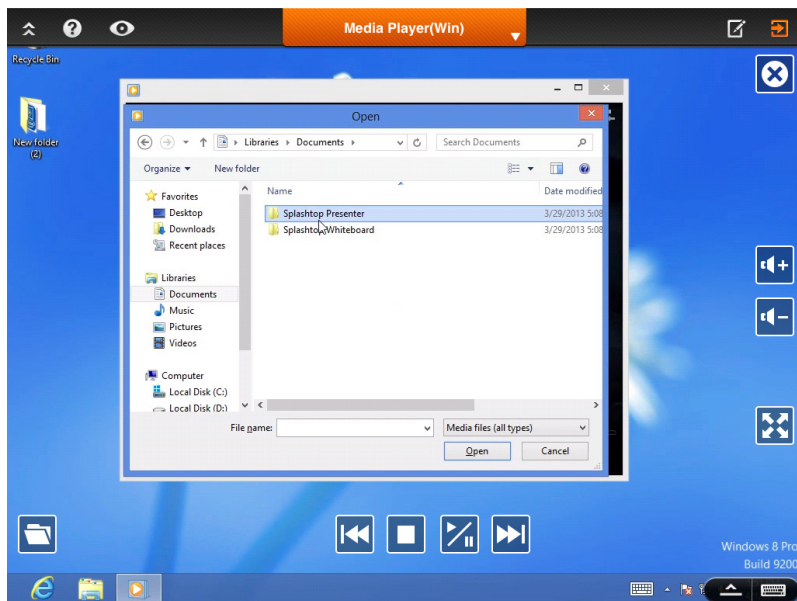 Media Player(Win)
Recycle Bin
New folder
(2)
Open
Libraries Documents
Search Documents
Organize New folder
Name Date modified
Favorites
Desktop
Downloads
Recent places
Libraries
Documents
Music
Pictures
Videos
Computer
Local Disk (C:)
Local Disk (D:)
Splashtop Presenter 3/29/2013 5:08
Splashtop Whiteboard 3/29/2013 5:08
File name:
Media files (all types)
Open Cancel
Windows 8 Pro
Build 9200